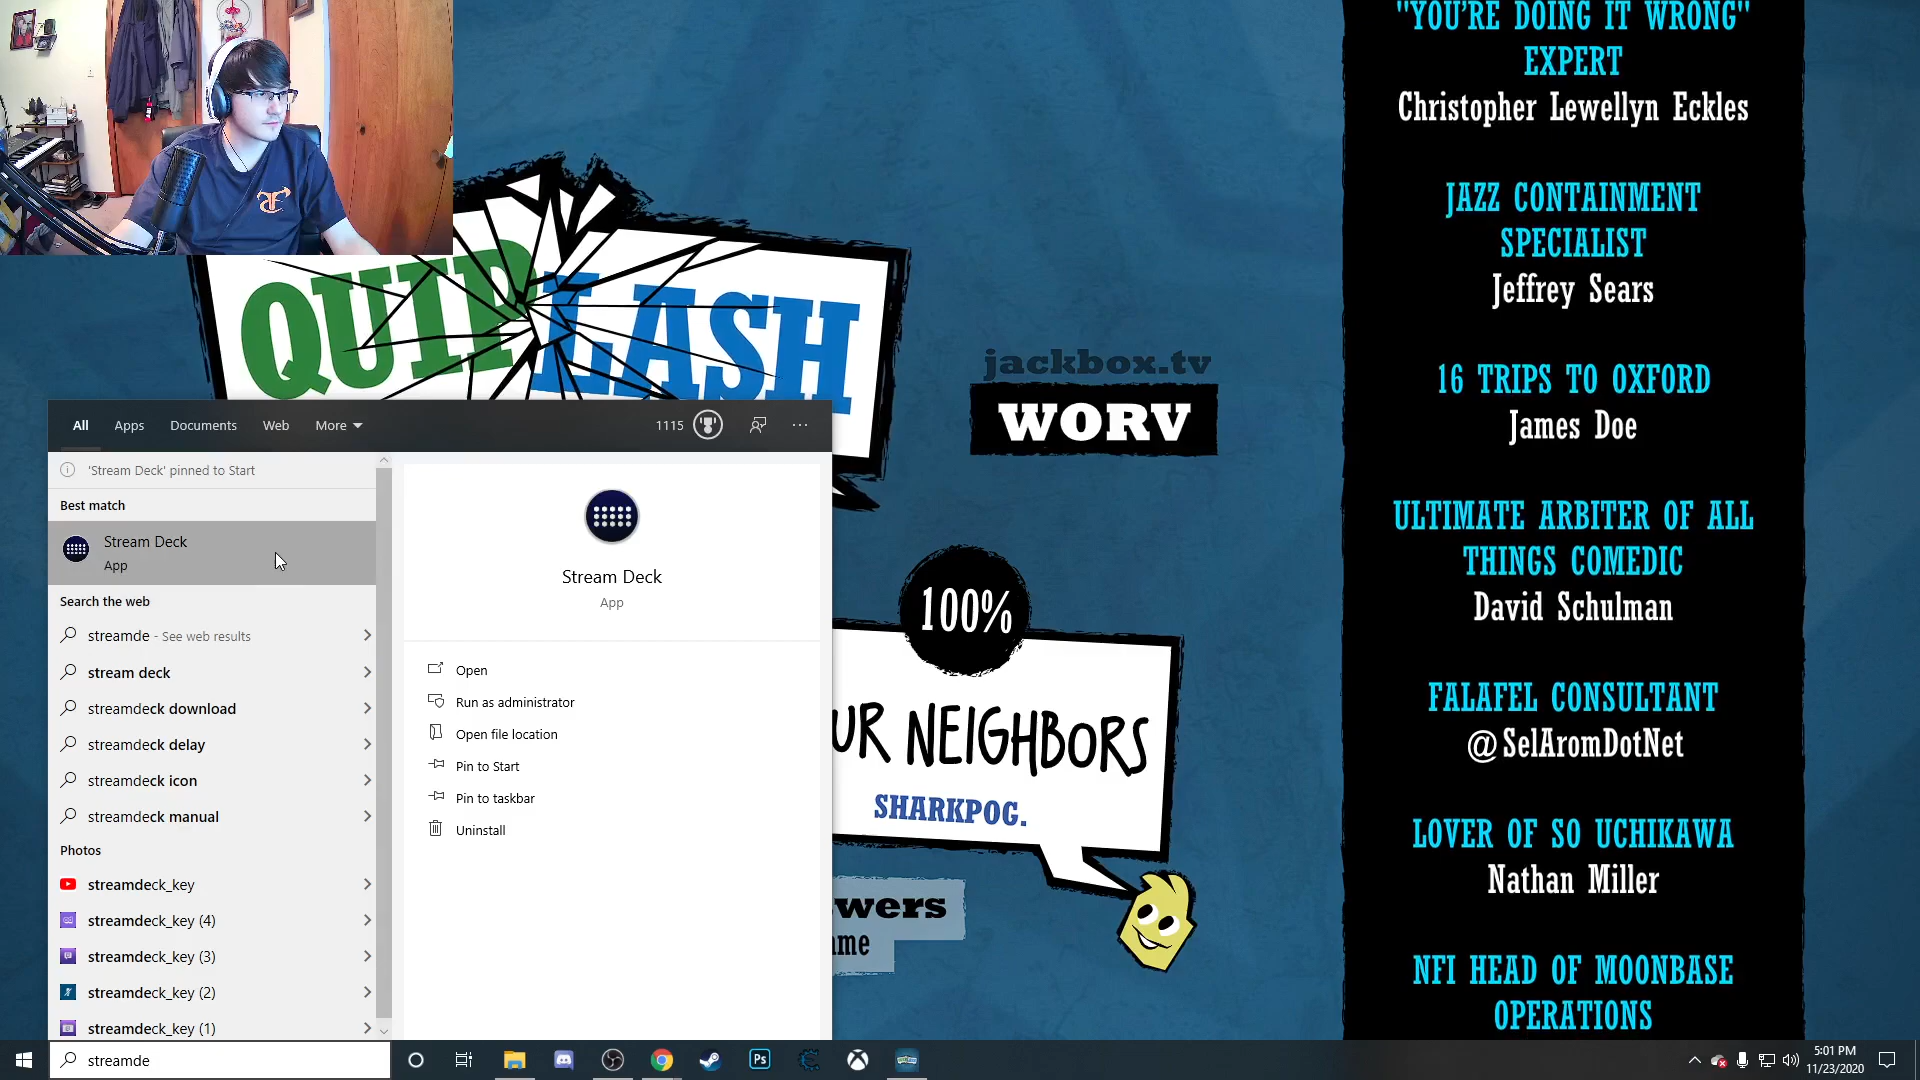 QUIPLASH
jackbox.tv
WORV
100%
UR NEIGHBORS
SHARKPOG.
wers
ame
"YOU'RE DOING IT WRONG"
EXPERT
Christopher Lewellyn Eckles
JAZZ CONTAINMENT
SPECIALIST
Jeffrey Sears
16 TRIPS TO OXFORD
James Doe
ULTIMATE ARBITER OF ALL
THINGS COMEDIC
David Schulman
FALAFEL CONSULTANT
@SelAromDotNet
LOVER OF SO UCHIKAWA
Nathan Miller
NFI HEAD OF MOONBASE
OPERATIONS
All Apps Documents Web More 1115
'Stream Deck' pinned to Start
Best match
Stream Deck
App
Search the web
streamde - See web results
stream deck
streamdeck download
streamdeck delay
streamdeck icon
streamdeck manual
Photos
streamdeck_key
streamdeck_key (4)
streamdeck_key (3)
streamdeck_key (2)
streamdeck_key (1)
Stream Deck
App
Open
Run as administrator
Open file location
Pin to Start
Pin to taskbar
Uninstall
streamde
Ps
5:01 PM
11/23/2020